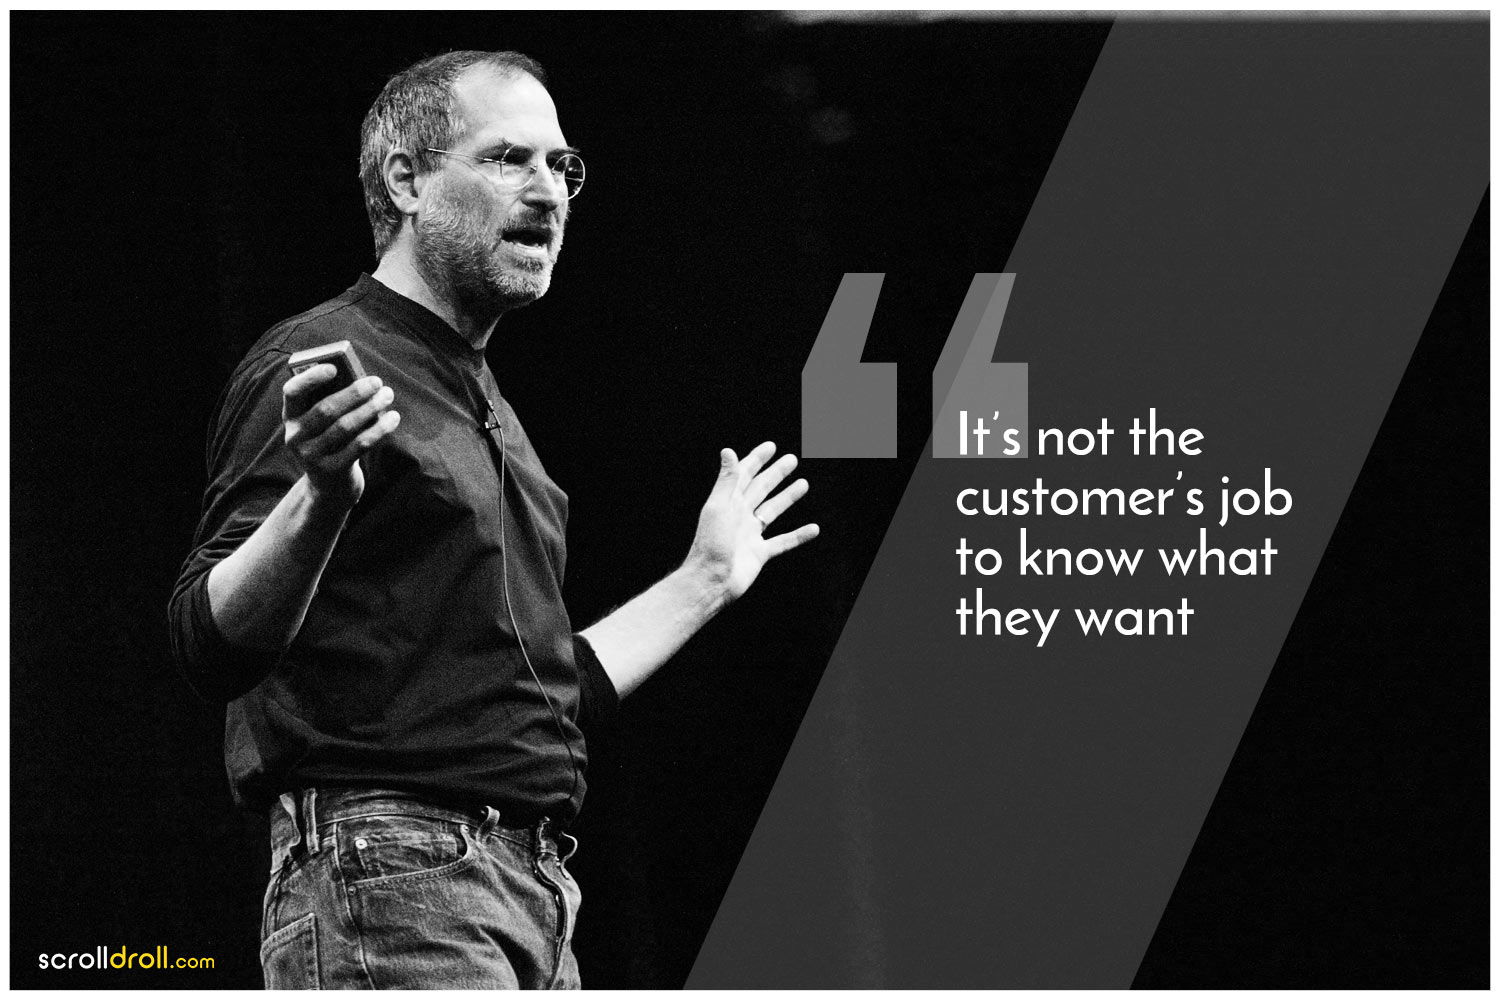 It's not the
customer's job
to know what
they want
scrolldroll.com